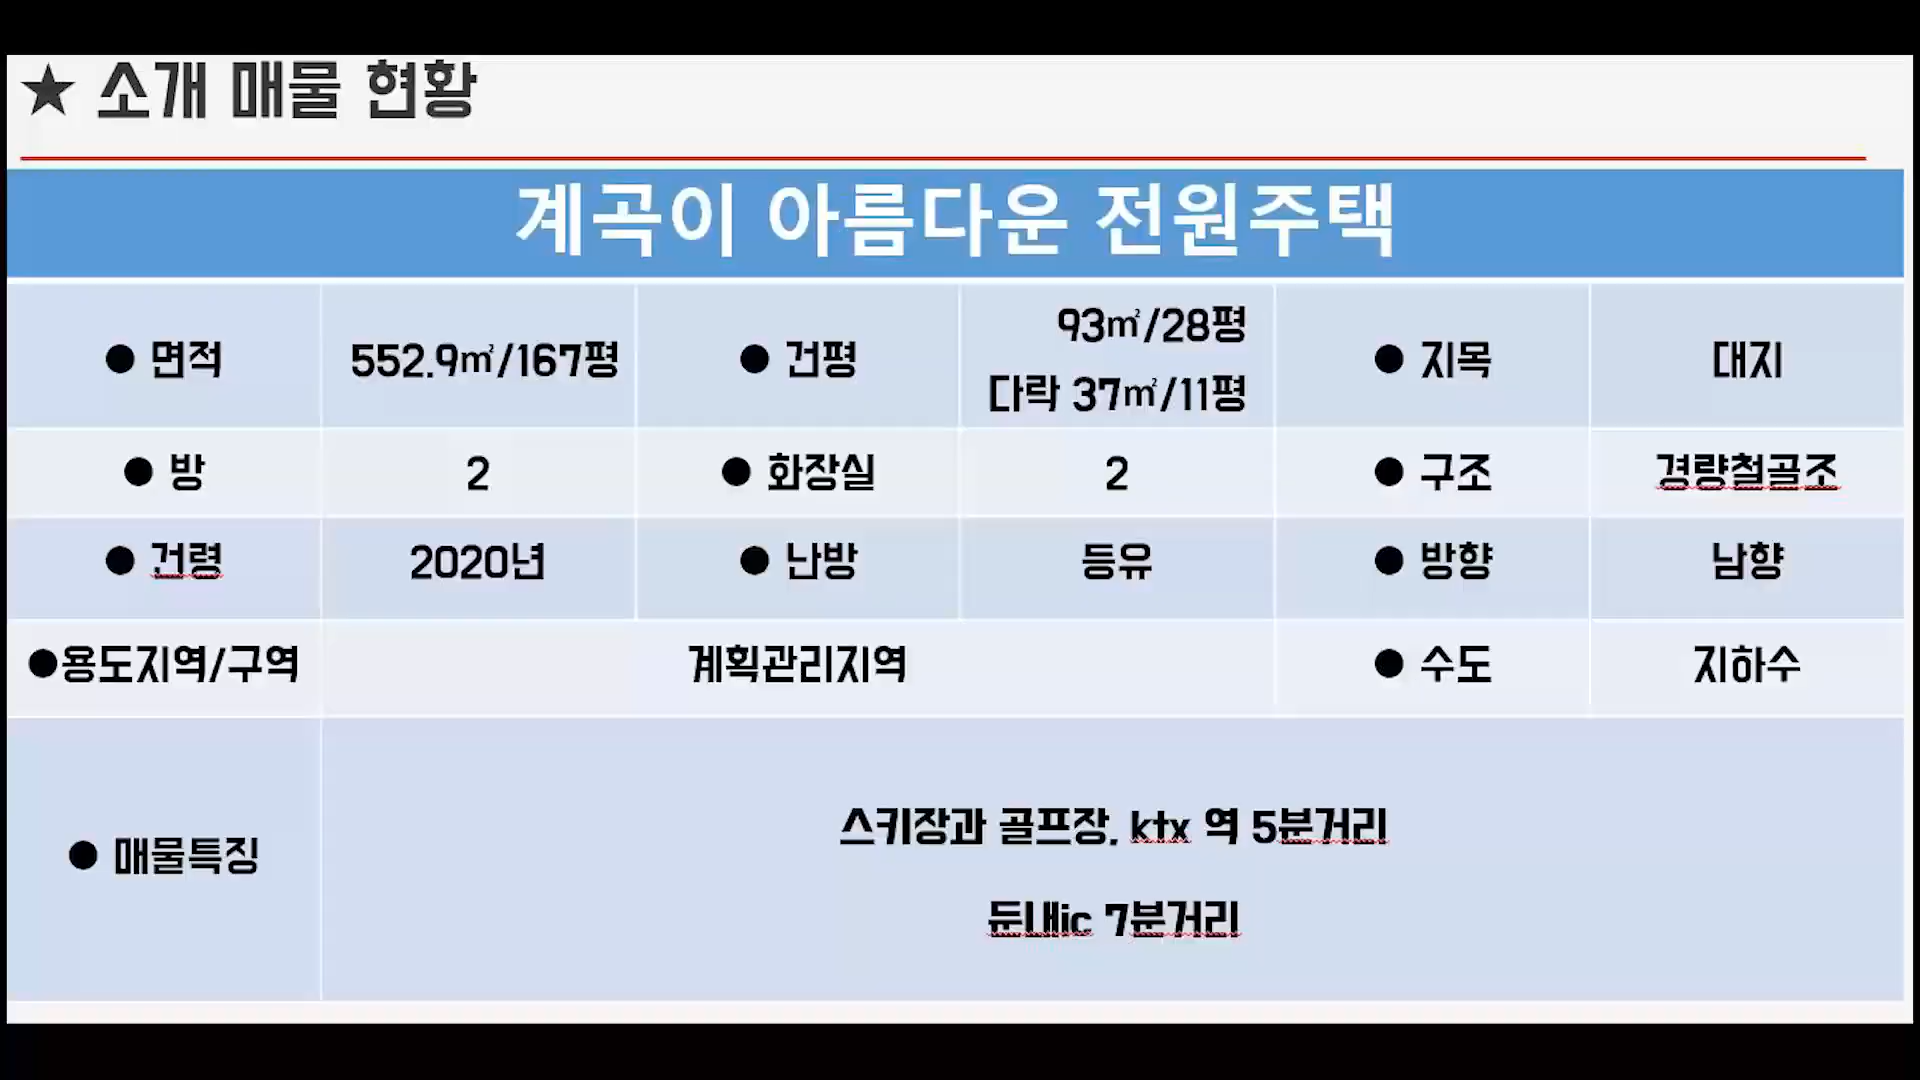 ★ 소개 매물 현황
계곡이 아름다운 전원주택
● 면적 552.9㎡/167평 ● 건평 93㎡/28평 ● 지목 대지
다락 37㎡/11평
● 방 2 ● 화장실 2 ● 구조 경량철골조
● 건령 2020년 ● 난방 등유 ● 방향 남향
●용도지역/구역 계획관리지역 ● 수도 지하수
● 매물특징
스키장과 골프장, ktx 역 5분거리
둔내ic 7분거리